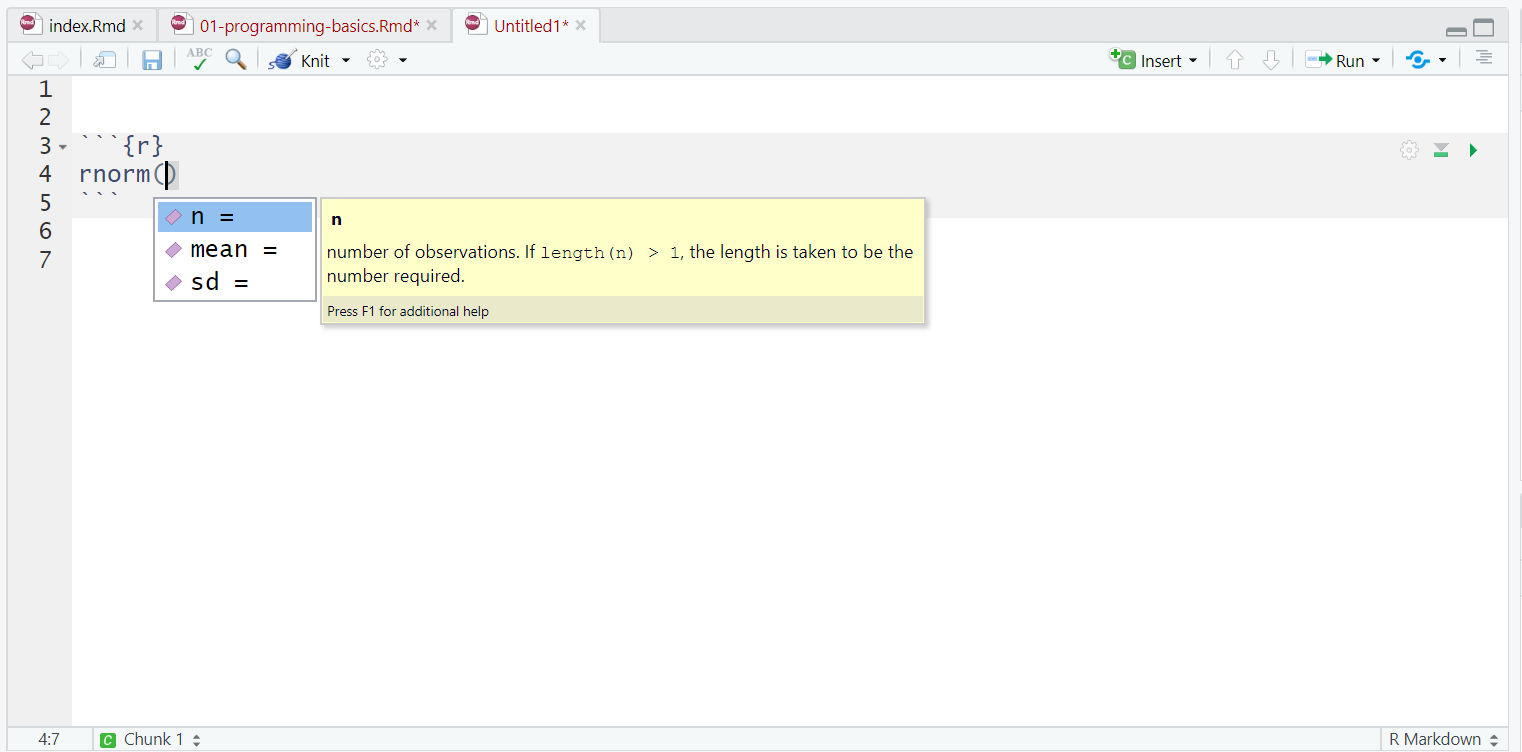 index.Rmd 01-programming-basics.Rmd* Untitled1*
ABC Knit Insert Run
1
2
3 ```{r}
4 rnorm()
5 ```
6
7
n =
mean =
sd =
n
number of observations. If length(n) > 1, the length is taken to be the
number required.
Press F1 for additional help
4:7 C Chunk 1 R Markdown